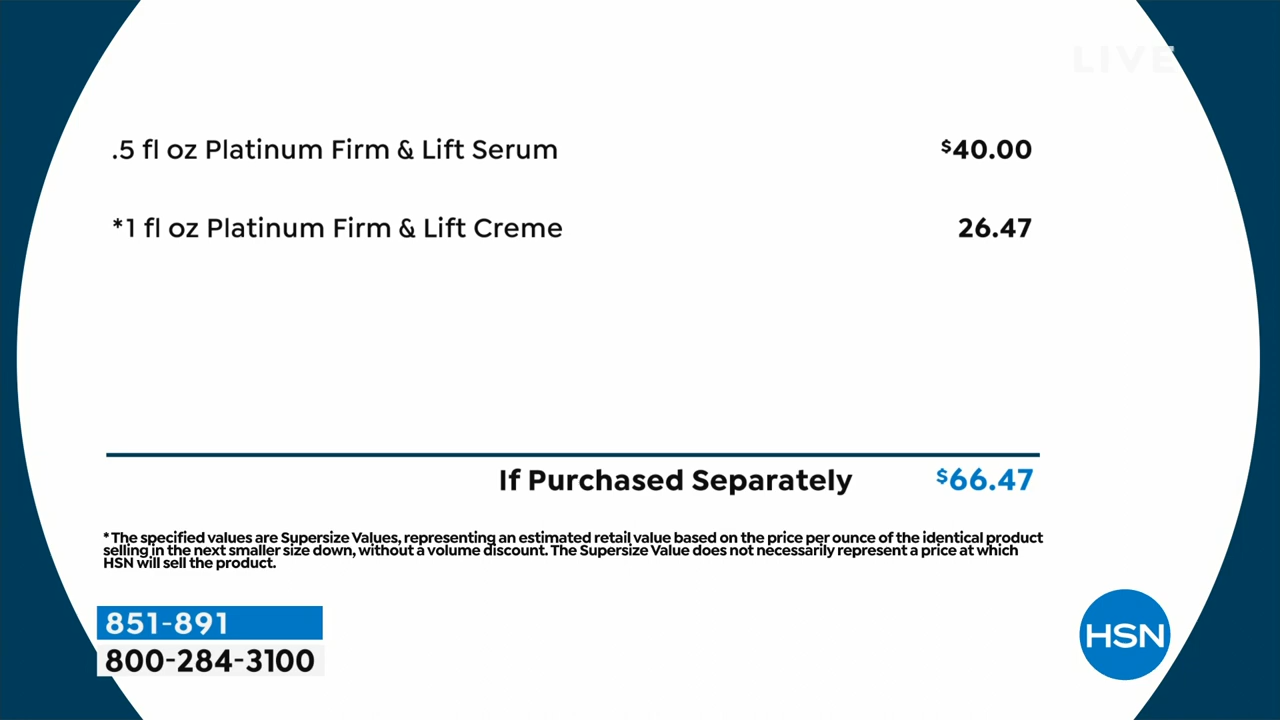 LIVE
.5 fl oz Platinum Firm & Lift Serum $40.00
*1 fl oz Platinum Firm & Lift Creme 26.47
If Purchased Separately $66.47
* The specified values are Supersize Values, representing an estimated retail value based on the price per ounce of the identical product
selling in the next smaller size down, without a volume discount. The Supersize Value does not necessarily represent a price at which
HSN will sell the product.
851-891
800-284-3100
HSN